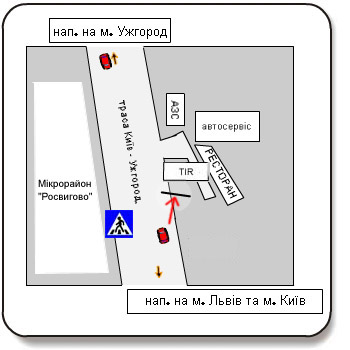 нап. на м. Ужгород
траса Київ - Ужгород
АЗС
автосервіс
РЕСТОРАН
TIR
Мікрорайон
"Росвигово"
нап. на м. Львів та м. Київ